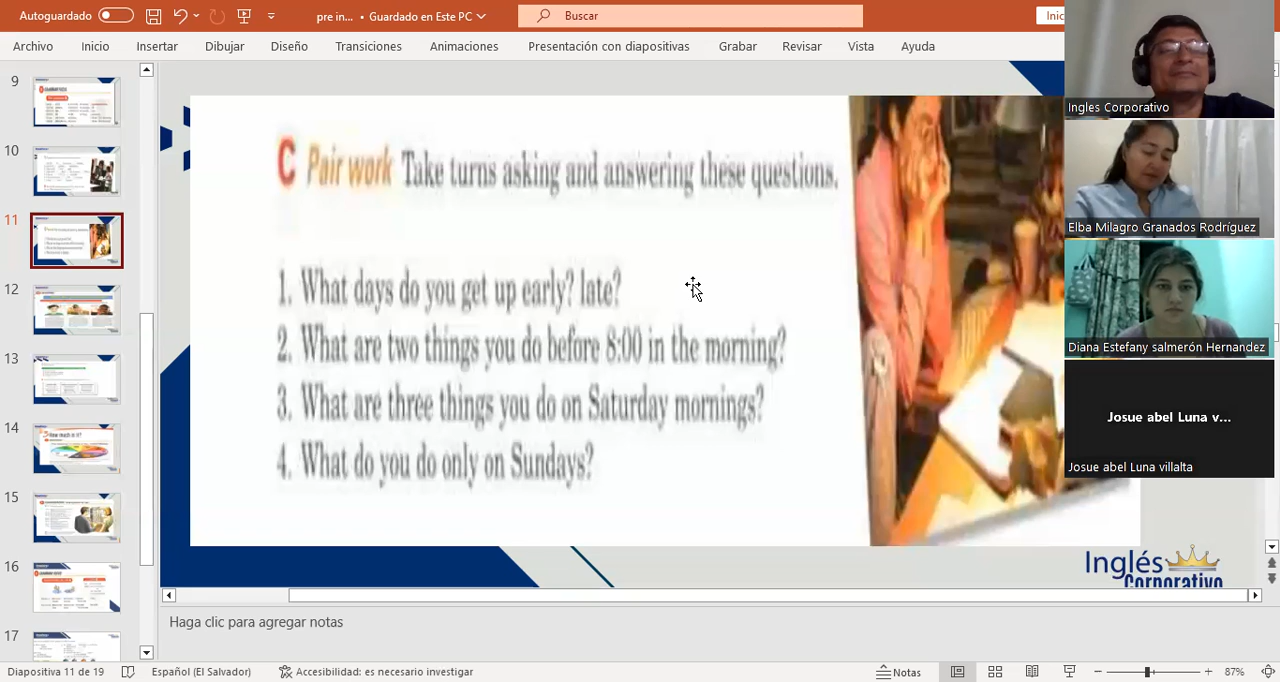 Autoguardado
pre in... • Guardado en Este PC
Buscar
Inic
Archivo Inicio Insertar Dibujar Diseño Transiciones Animaciones Presentación con diapositivas Grabar Revisar Vista Ayuda
9
10
11
12
13
14
15
16
17
C Pair work Take turns asking and answering these questions.
1. What days do you get up early? late?
2. What are two things you do before 8:00 in the morning?
3. What are three things you do on Saturday mornings?
4. What do you do only on Sundays?
Inglés
Corporativo
Ingles Corporativo
Elba Milagro Granados Rodríguez
Diana Estefany salmerón Hernandez
Josue abel Luna v...
Josue abel Luna villalta
Haga clic para agregar notas
Diapositiva 11 de 19 Español (El Salvador) Accesibilidad: es necesario investigar Notas 87%